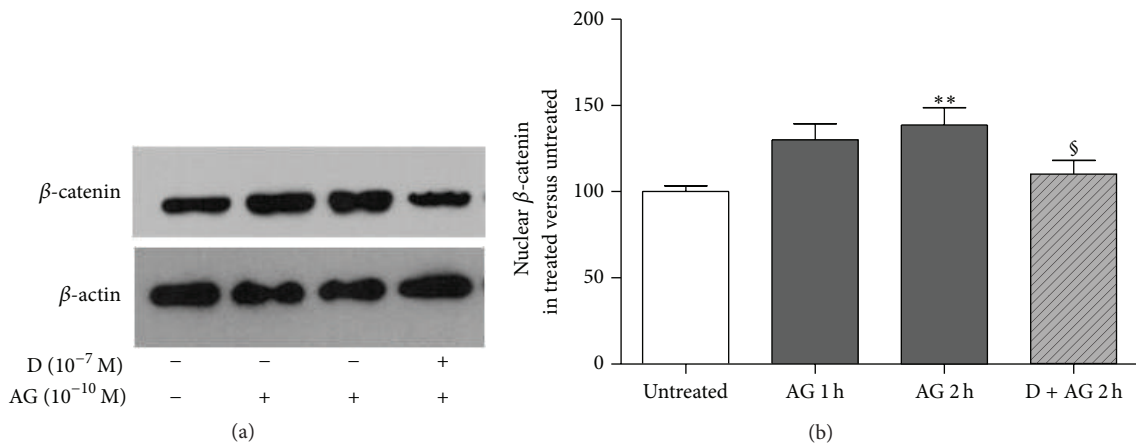 β-catenin
β-actin
D (10⁻⁷ M) − − − +
AG (10⁻¹⁰ M) − + + +
(a)
Nuclear β-catenin
in treated versus untreated
200
150
100
50
0
**
§
Untreated AG 1 h AG 2 h D + AG 2 h
(b)